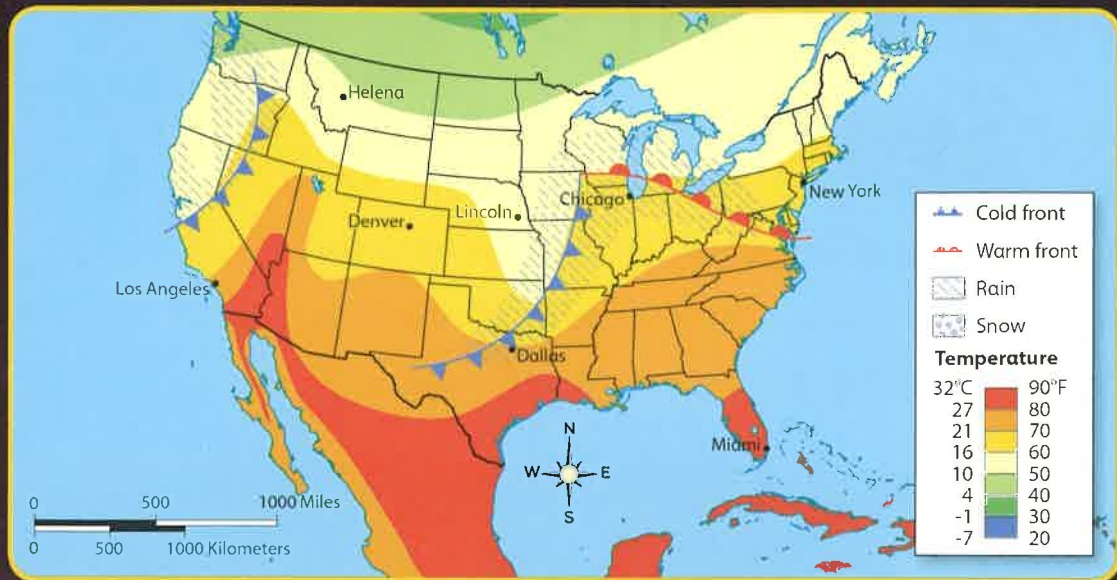 Helena
New York
Chicago
Lincoln
Denver
Los Angeles
Dallas
Miami
N
W E
S
0 500 1000 Miles
0 500 1000 Kilometers
Cold front
Warm front
Rain
Snow
Temperature
32°C 90°F
27 80
21 70
16 60
10 50
4 40
-1 30
-7 20